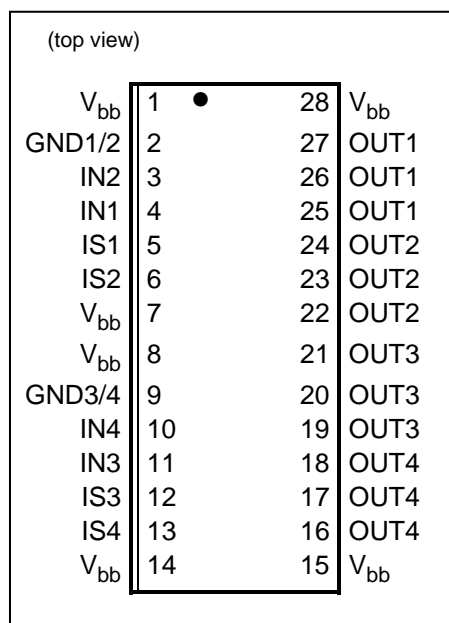 (top view)
Vbb 1 28 Vbb
GND1/2 2 27 OUT1
IN2 3 26 OUT1
IN1 4 25 OUT1
IS1 5 24 OUT2
IS2 6 23 OUT2
Vbb 7 22 OUT2
Vbb 8 21 OUT3
GND3/4 9 20 OUT3
IN4 10 19 OUT3
IN3 11 18 OUT4
IS3 12 17 OUT4
IS4 13 16 OUT4
Vbb 14 15 Vbb